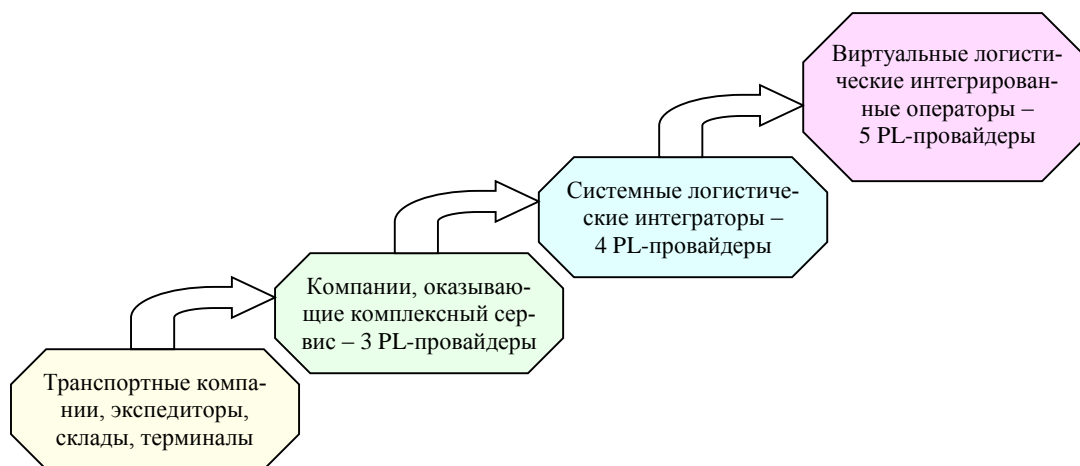 Виртуальные логисти-
ческие интегрирован-
ные операторы –
5 PL-провайдеры
Системные логистиче-
ские интеграторы –
4 PL-провайдеры
Компании, оказываю-
щие комплексный сер-
вис – 3 PL-провайдеры
Транспортные компа-
нии, экспедиторы,
склады, терминалы